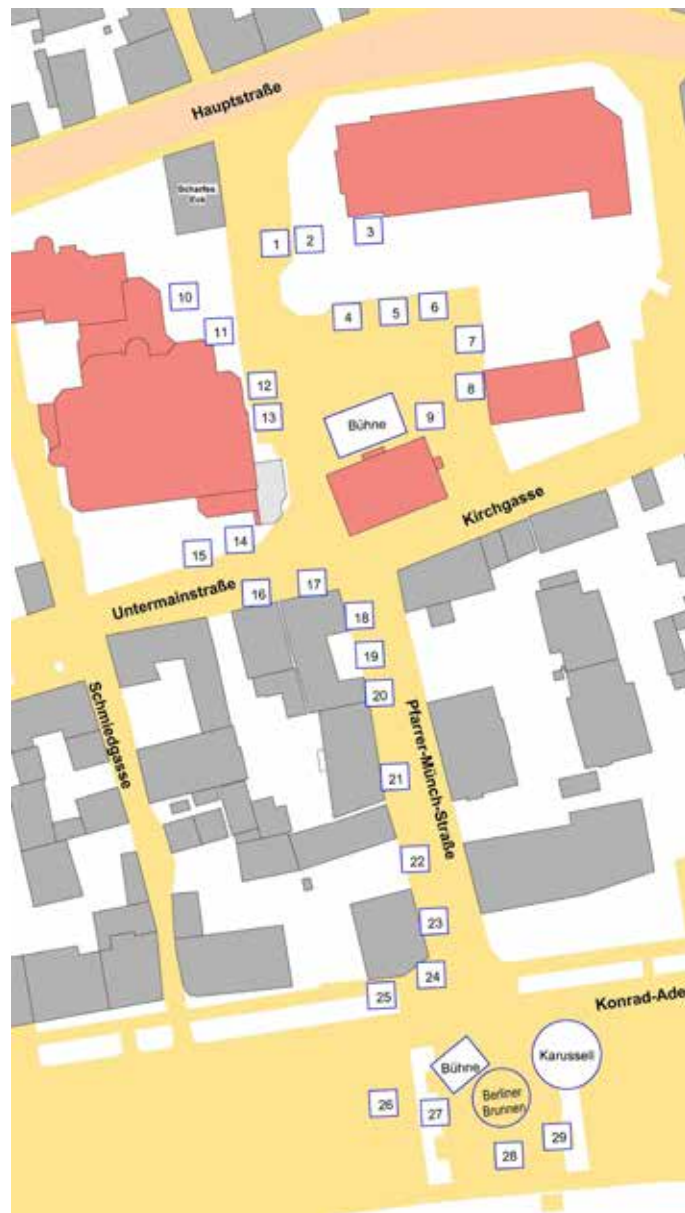 Hauptstraße
Scharfes
Eck
1
2
3
10
11
4
5
6
7
12
8
13
Bühne
9
Kirchgasse
14
15
Untermainstraße
16
17
18
19
20
Schmiedgasse
Pfarrer-Münch-Straße
21
22
23
24
25
Konrad-Ade
Bühne
Karussell
Berliner
Brunnen
26
27
28
29